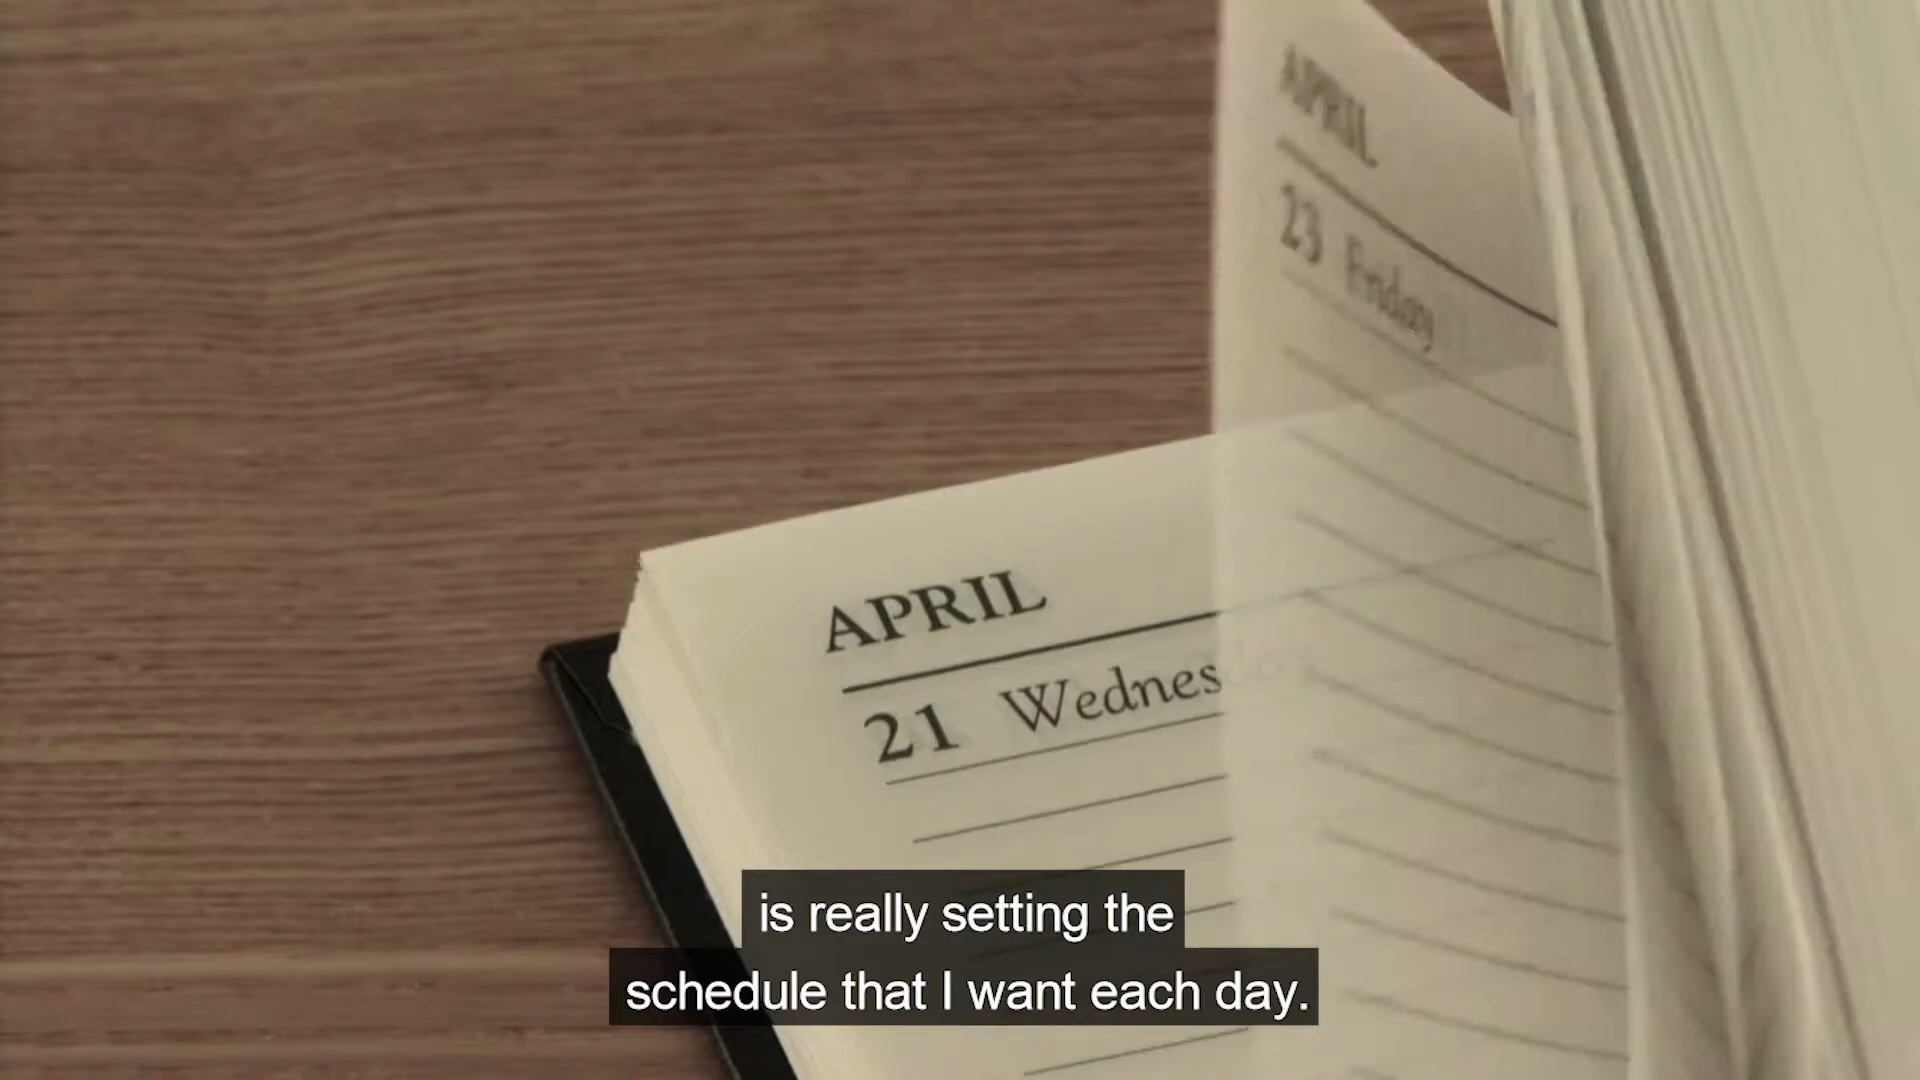 APRIL
23 Friday
APRIL
21 Wednes
is really setting the
schedule that I want each day.